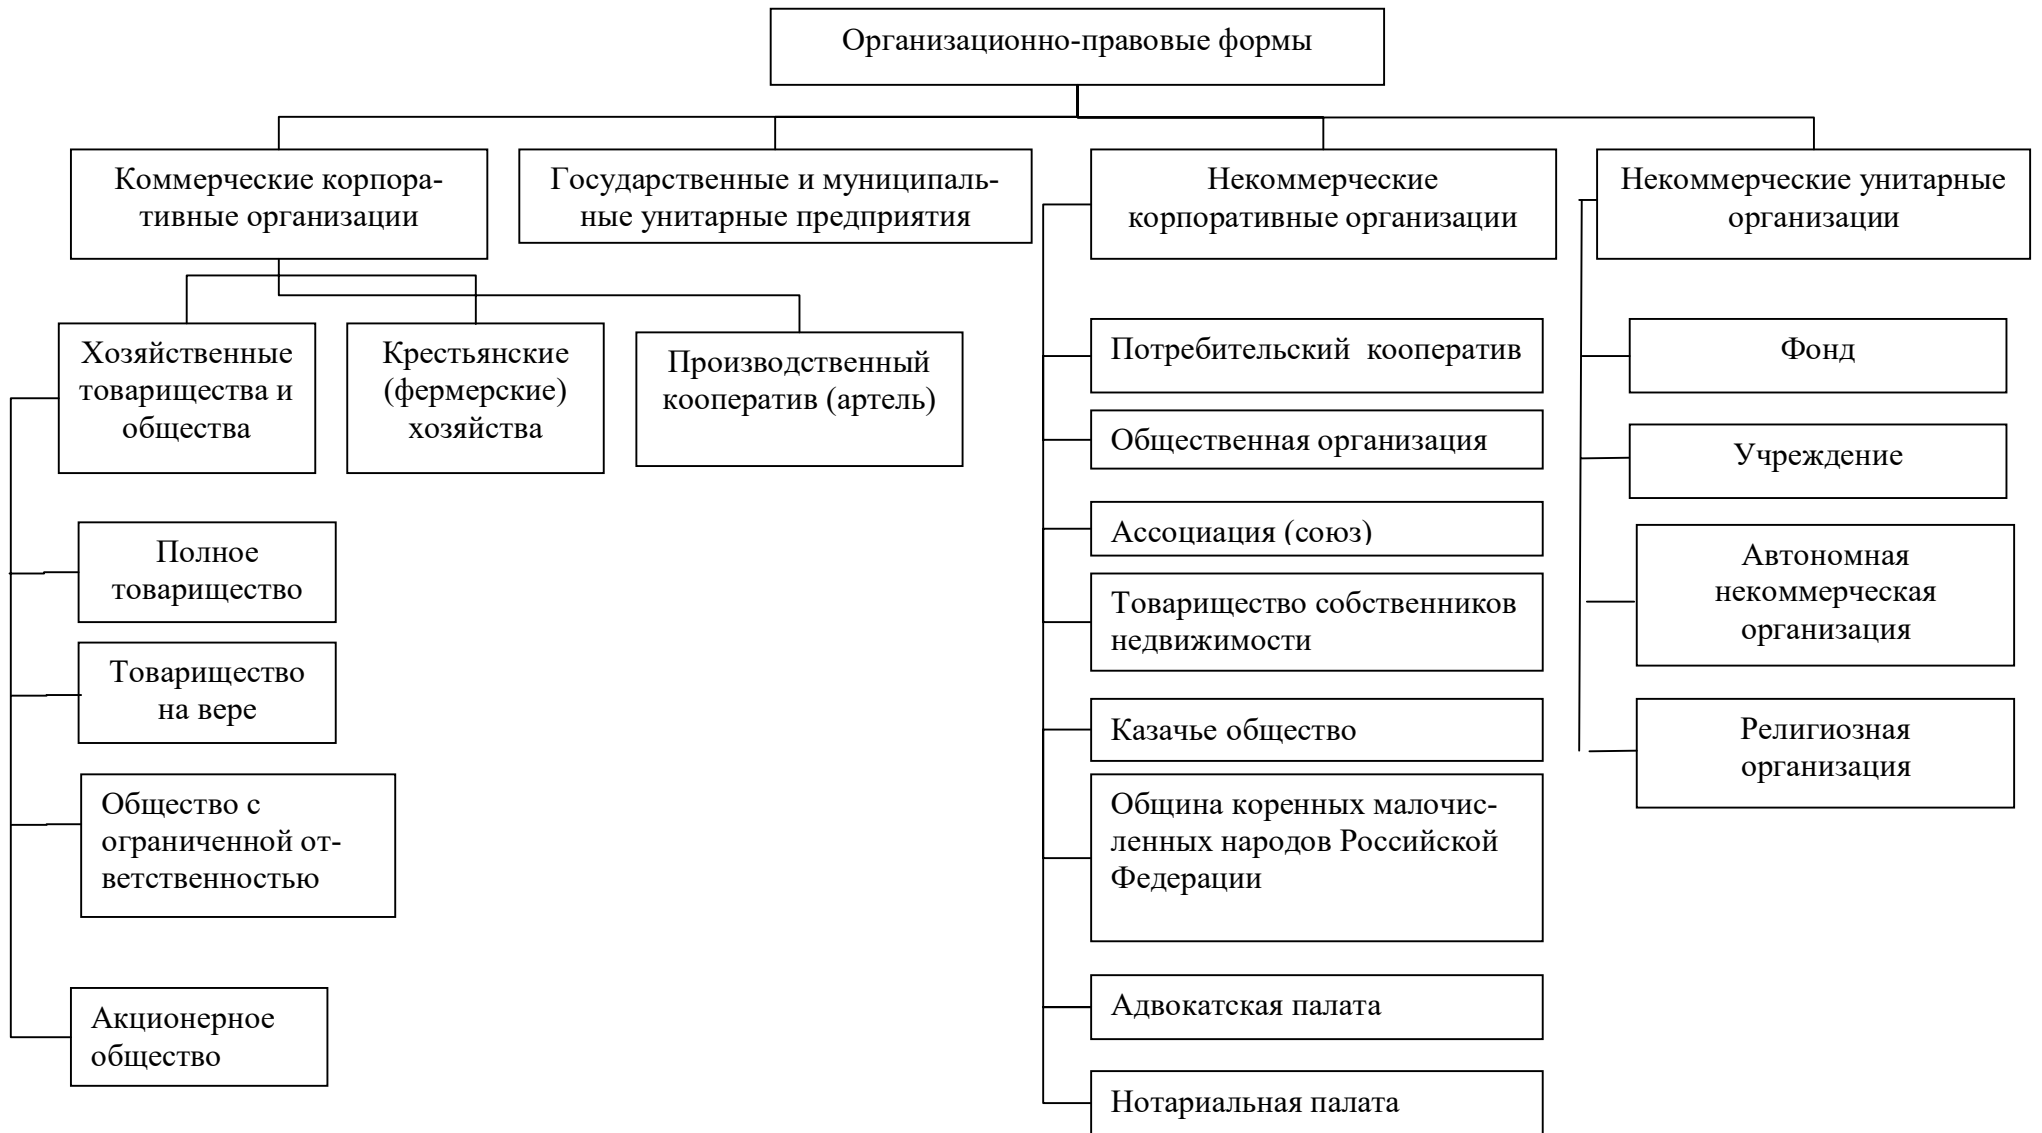 Организационно-правовые формы
Коммерческие корпора-
тивные организации
Государственные и муниципаль-
ные унитарные предприятия
Некоммерческие
корпоративные организации
Некоммерческие унитарные
организации
Хозяйственные
товарищества и
общества
Крестьянские
(фермерские)
хозяйства
Производственный
кооператив (артель)
Полное
товарищество
Товарищество
на вере
Общество с
ограниченной от-
ветственностью
Акционерное
общество
Потребительский кооператив
Общественная организация
Ассоциация (союз)
Товарищество собственников
недвижимости
Казачье общество
Община коренных малочис-
ленных народов Российской
Федерации
Адвокатская палата
Нотариальная палата
Фонд
Учреждение
Автономная
некоммерческая
организация
Религиозная
организация